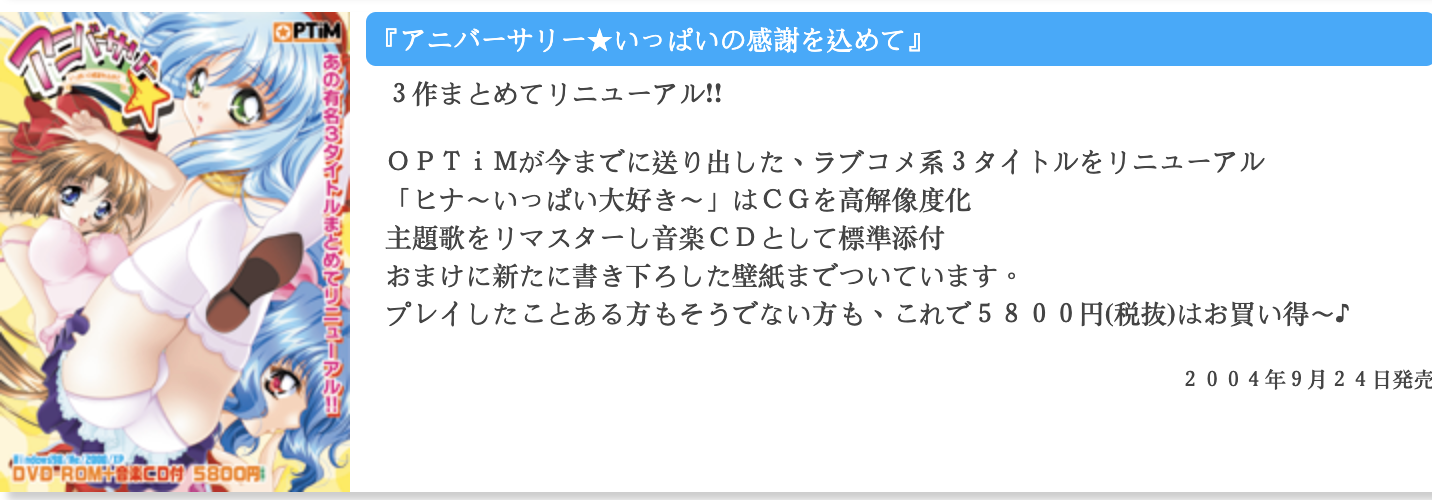 アニバーサリー
OPTiM
あの有名3タイトルまとめてリニューアル!!
Windows98/Me/2000/XP
DVD-ROM+音楽CD付 5800円
『アニバーサリー★いっぱいの感謝を込めて』
３作まとめてリニューアル!!
ＯＰＴｉＭが今までに送り出した、ラブコメ系３タイトルをリニューアル
「ヒナ～いっぱい大好き～」はＣＧを高解像度化
主題歌をリマスターし音楽ＣＤとして標準添付
おまけに新たに書き下ろした壁紙までついています。
プレイしたことある方もそうでない方も、これで５８００円(税抜)はお買い得～♪
２００４年９月２４日発売